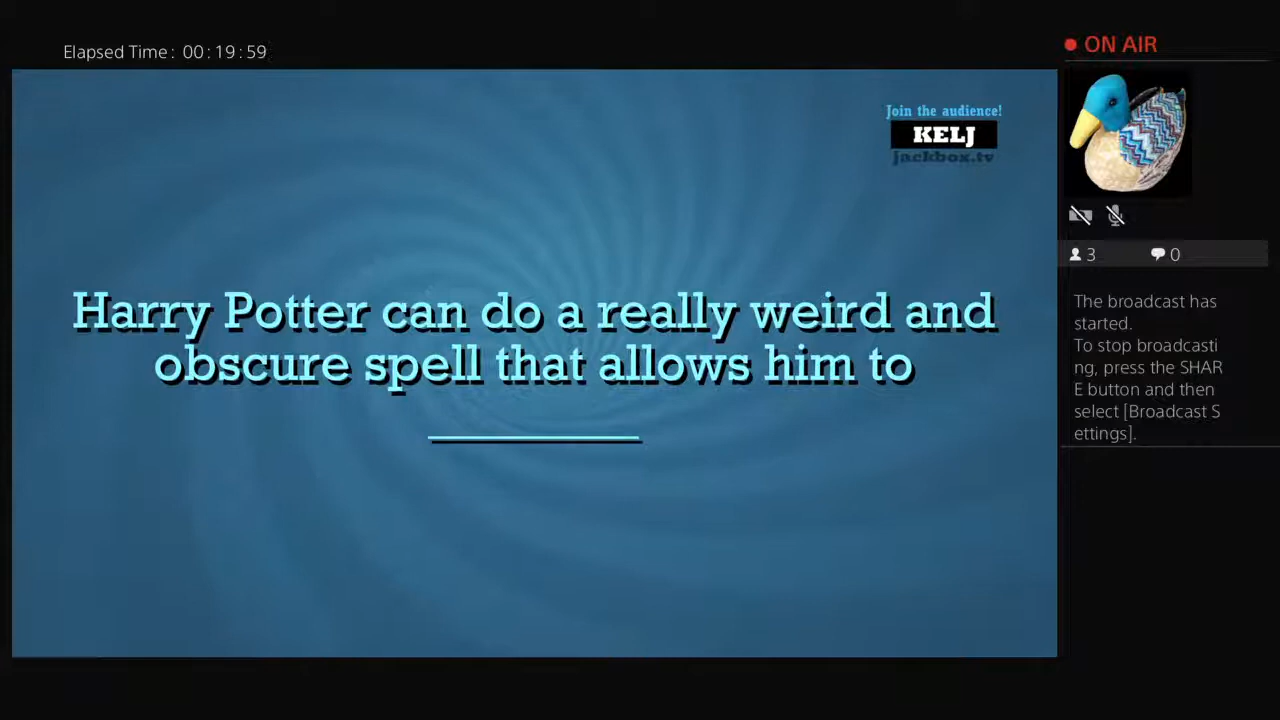 Elapsed Time: 00:19:59
ON AIR
Join the audience!
KELJ
jackbox.tv
Harry Potter can do a really weird and
obscure spell that allows him to
3 0
The broadcast has
started.
To stop broadcasti
ng, press the SHAR
E button and then
select [Broadcast S
ettings].